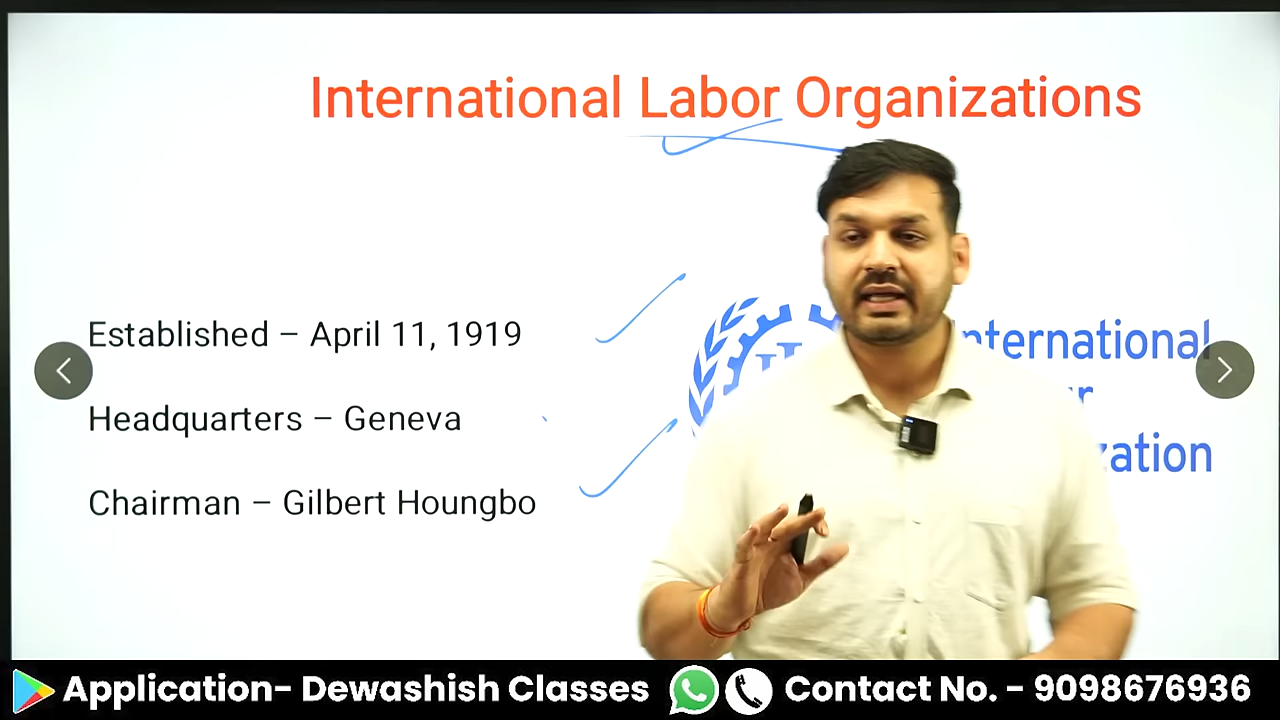 International Labor Organizations
Established – April 11, 1919
Headquarters – Geneva
Chairman – Gilbert Houngbo
International
zation
Application- Dewashish Classes
Contact No. - 9098676936